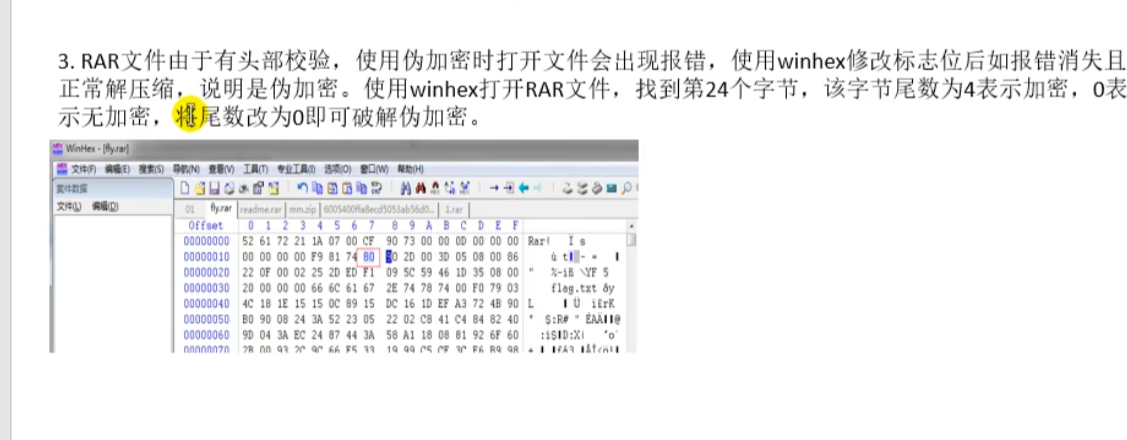 3. RAR文件由于有头部校验，使用伪加密时打开文件会出现报错，使用winhex修改标志位后如报错消失且
正常解压缩，说明是伪加密。使用winhex打开RAR文件，找到第24个字节，该字节尾数为4表示加密，0表
示无加密，将尾数改为0即可破解伪加密。
WinHex - [fly.rar]
文件(F) 编辑(E) 搜索(S) 导航(N) 查看(V) 工具(T) 专业工具(I) 选项(O) 窗口(W) 帮助(H)
案件数据
文件(L) 编辑(D)
01 fly.rar readme.rar mm.zip 6005400ffa8ecd5053ab56d0... 1.rar
Offset 0 1 2 3 4 5 6 7 8 9 A B C D E F
00000000 52 61 72 21 1A 07 00 CF 90 73 00 00 0D 00 00 00 Rar! Ï s
00000010 00 00 00 00 F9 81 74 80 90 2D 00 3D 05 08 00 86
00000020 22 0F 00 02 25 2D ED F1 09 5C 59 46 1D 35 08 00 " %-íñ \YF 5
00000030 20 00 00 00 66 6C 61 67 2E 74 78 74 00 F0 79 03 flag.txt ðy
00000040 4C 18 1E 15 15 0C 89 15 DC 16 1D EF A3 72 4B 90 L
00000050 B0 90 08 24 3A 52 23 05 22 02 C8 41 C4 84 82 40
00000060 9D 04 3A EC 24 87 44 3A 58 A1 18 08 81 92 6F 60
00000070 2B 00 93 2C 9C 66 F5 33 19 99 C5 CF 3C F6 B9 98